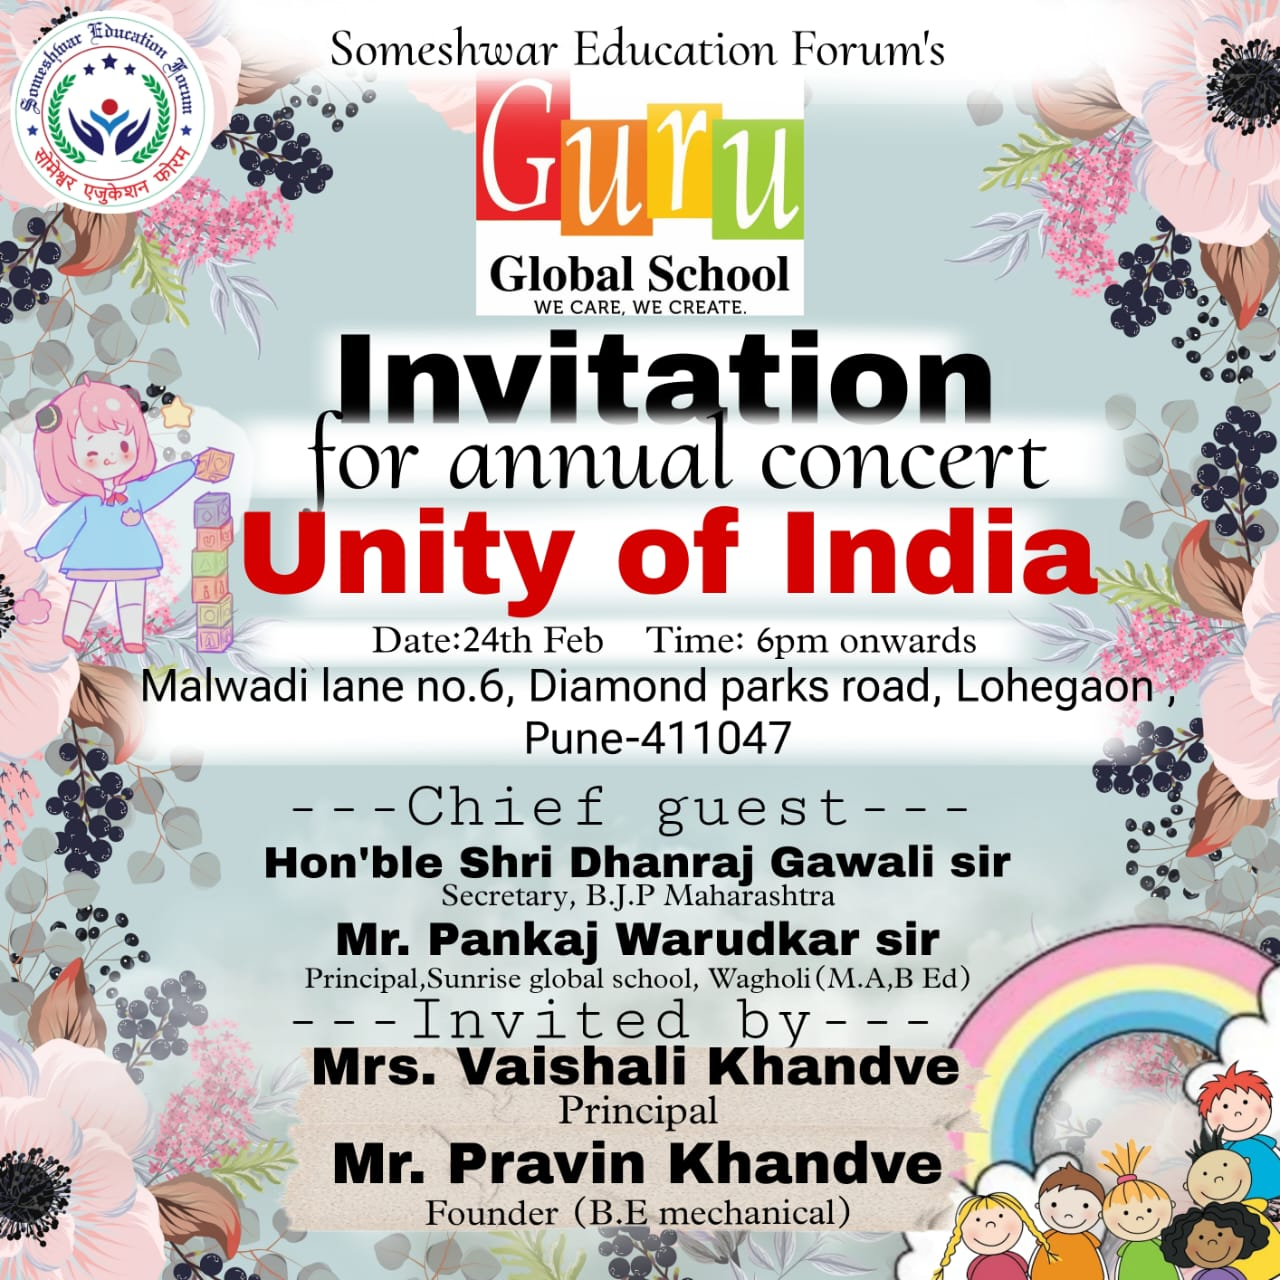 Someshwar Education Forum
सोमेश्वर एजुकेशन फोरम
Someshwar Education Forum's
Guru
Global School
WE CARE, WE CREATE.
Invitation
for annual concert
Unity of India
Date:24th Feb Time: 6pm onwards
Malwadi lane no.6, Diamond parks road, Lohegaon ,
Pune-411047
---Chief guest---
Hon'ble Shri Dhanraj Gawali sir
Secretary, B.J.P Maharashtra
Mr. Pankaj Warudkar sir
Principal,Sunrise global school, Wagholi(M.A,B Ed)
---Invited by---
Mrs. Vaishali Khandve
Principal
Mr. Pravin Khandve
Founder (B.E mechanical)